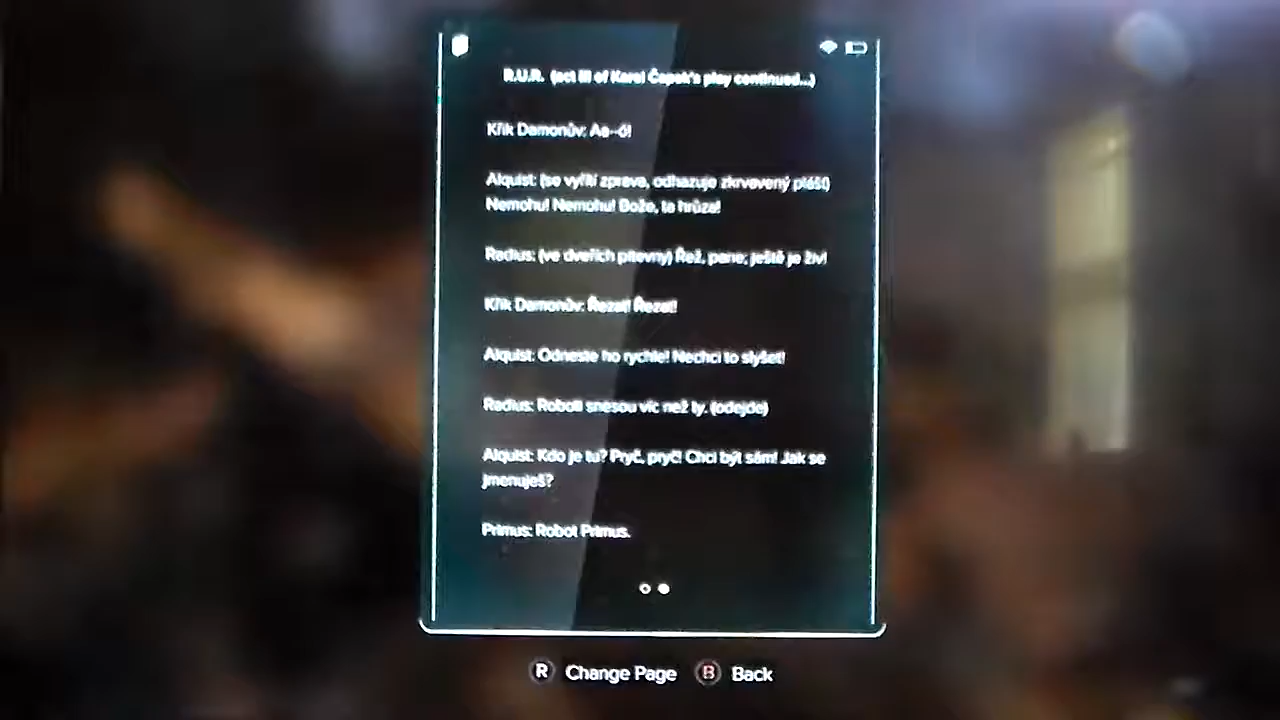 R.U.R. (act III of Karel Čapek's play continued...)
Křik Damonův: Aa--ó!
Alquist: (se vyřítí zprava, odhazuje zkrvavený plášť)
Nemohu! Nemohu! Bože, ta hrůza!
Radius: (ve dveřích pitevny) Řež, pane; ještě je živ!
Křik Damonův: Řezat! Řezat!
Alquist: Odneste ho rychle! Nechci to slyšet!
Radius: Roboti snesou víc než ty. (odejde)
Alquist: Kdo je tu? Pryč, pryč! Chci být sám! Jak se
jmenuješ?
Primus: Robot Primus.
R Change Page B Back